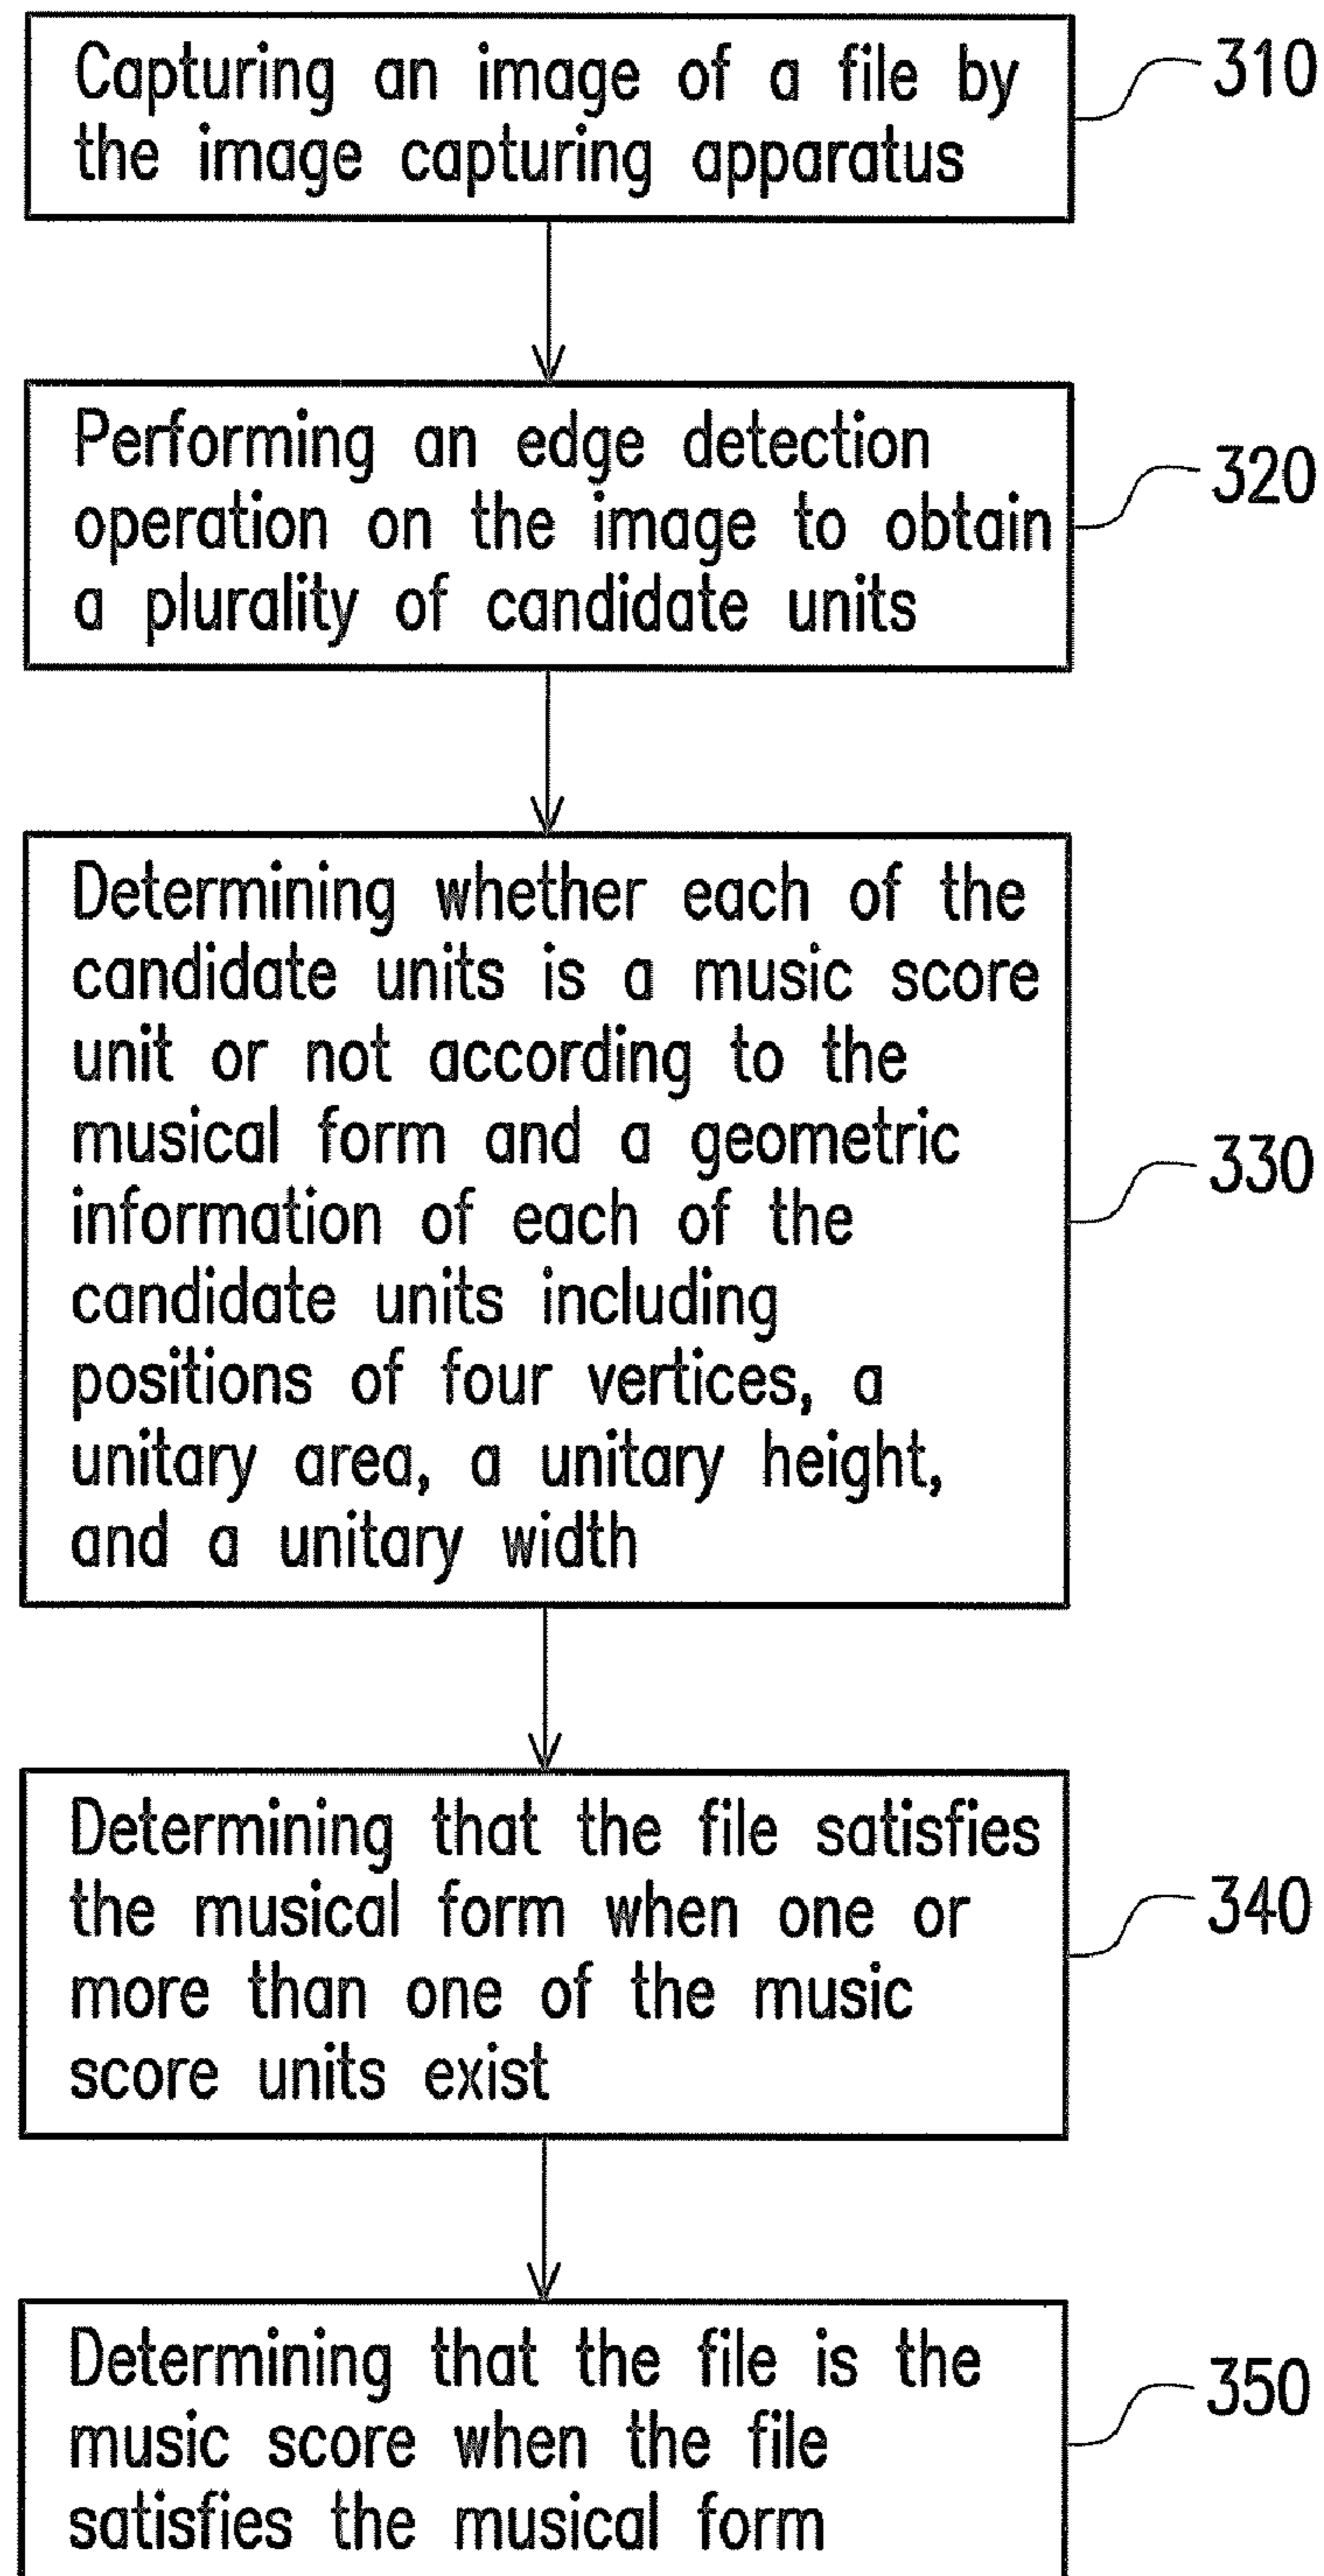 Capturing an image of a file by
the image capturing apparatus
310
Performing an edge detection
operation on the image to obtain
a plurality of candidate units
320
Determining whether each of the
candidate units is a music score
unit or not according to the
musical form and a geometric
information of each of the
candidate units including
positions of four vertices, a
unitary area, a unitary height,
and a unitary width
330
Determining that the file satisfies
the musical form when one or
more than one of the music
score units exist
340
Determining that the file is the
music score when the file
satisfies the musical form
350